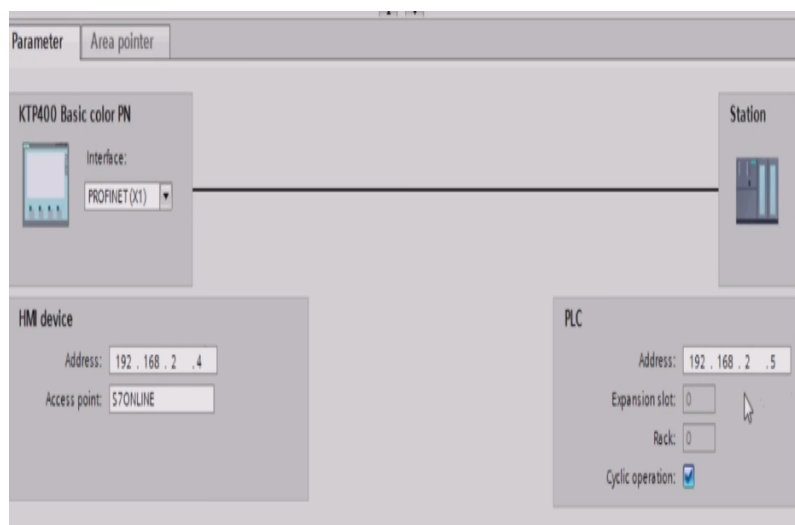 Parameter
Area pointer
KTP400 Basic color PN
Interface:
PROFINET (X1)
Station
HMI device
Address: 192 . 168 . 2 .4
Access point: S7ONLINE
PLC
Address: 192 . 168 . 2 .5
Expansion slot: 0
Rack: 0
Cyclic operation: